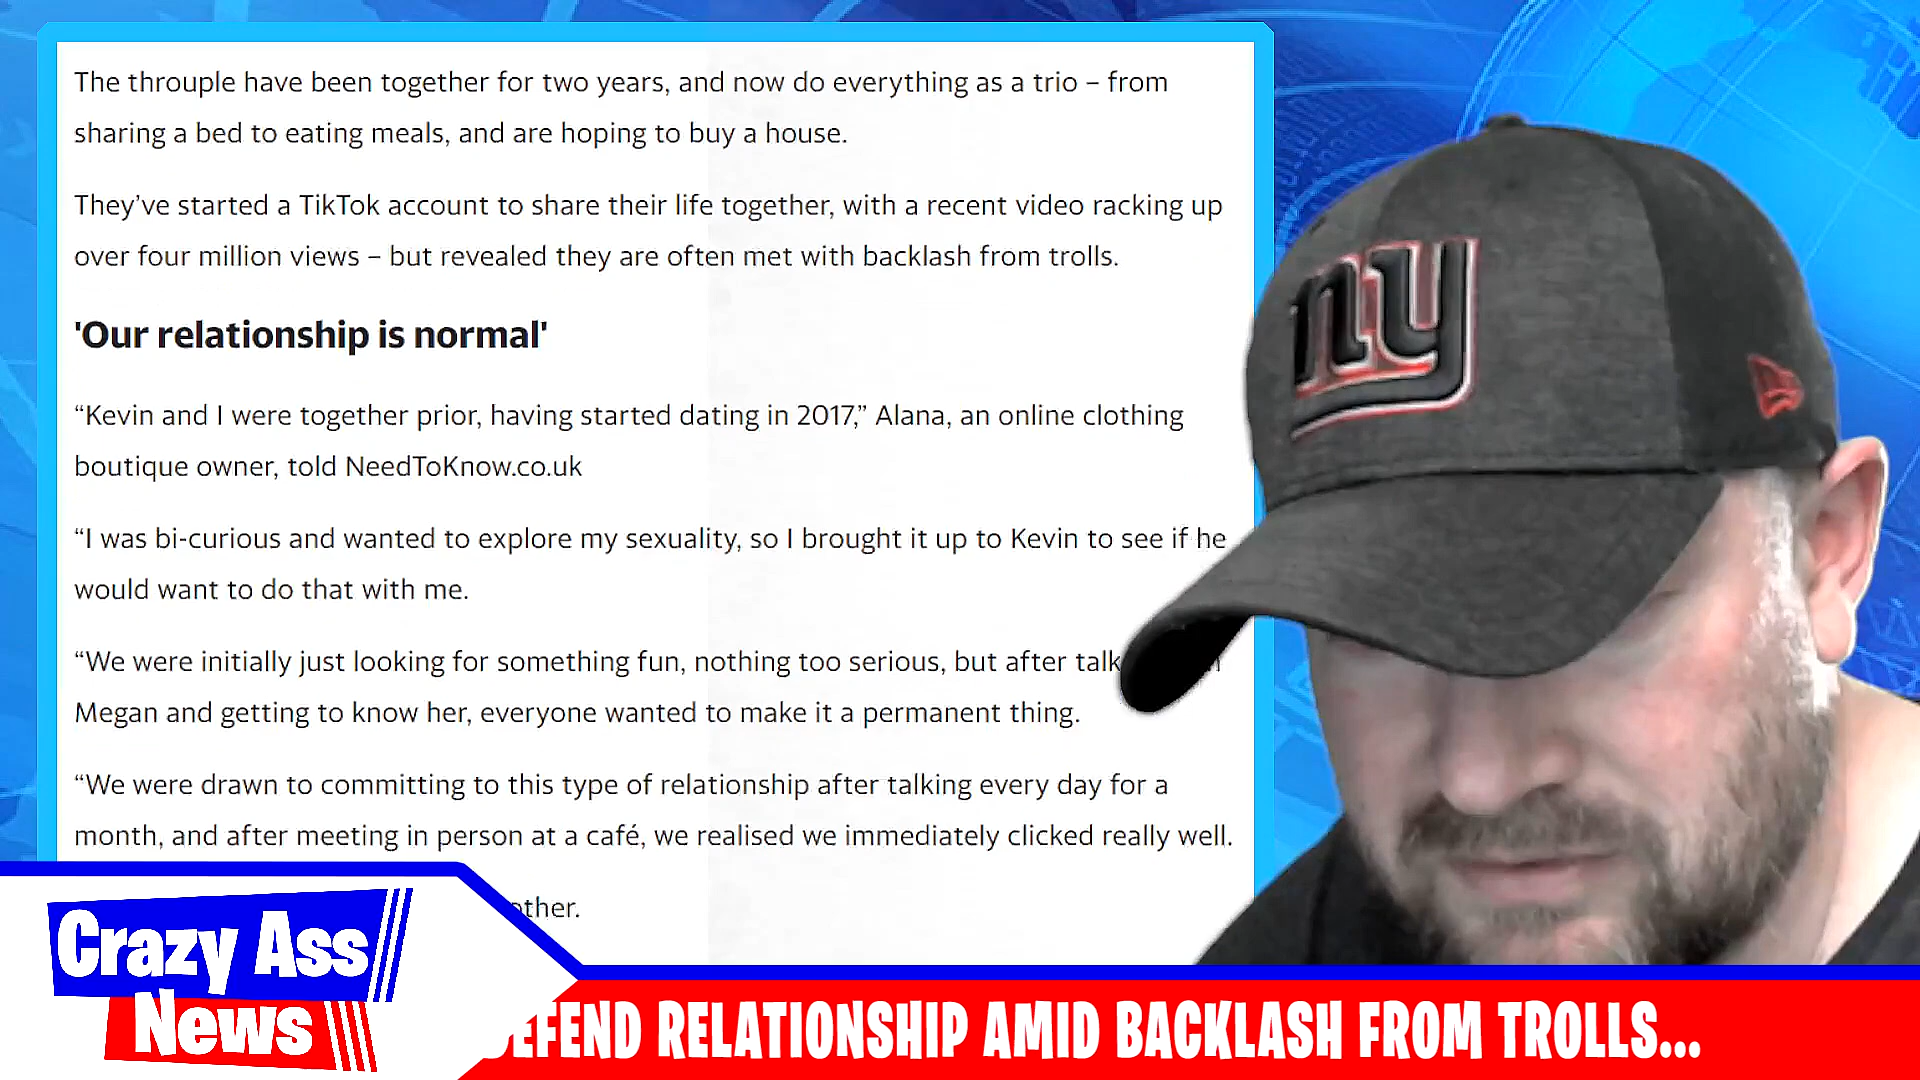 The throuple have been together for two years, and now do everything as a trio – from
sharing a bed to eating meals, and are hoping to buy a house.
They've started a TikTok account to share their life together, with a recent video racking up
over four million views – but revealed they are often met with backlash from trolls.
'Our relationship is normal'
“Kevin and I were together prior, having started dating in 2017,” Alana, an online clothing
boutique owner, told NeedToKnow.co.uk
“I was bi-curious and wanted to explore my sexuality, so I brought it up to Kevin to see if he
would want to do that with me.
“We were initially just looking for something fun, nothing too serious, but after
Megan and getting to know her, everyone wanted to make it a permanent thing.
“We were drawn to committing to this type of relationship after talking every day for a
month, and after meeting in person at a café, we realised we immediately clicked really well.
ny
Crazy Ass
News
RELATIONSHIP AMID BACKLASH FROM TROLLS...